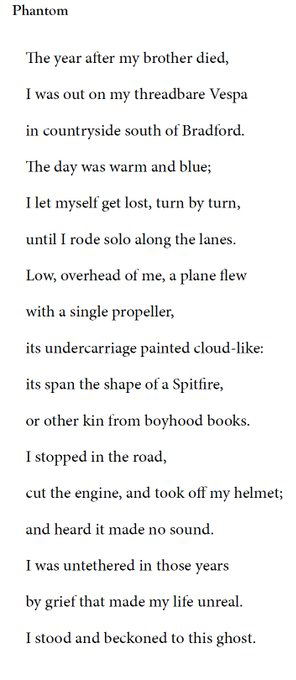 Phantom
The year after my brother died,
I was out on my threadbare Vespa
in countryside south of Bradford.
The day was warm and blue;
I let myself get lost, turn by turn,
until I rode solo along the lanes.
Low, overhead of me, a plane flew
with a single propeller,
its undercarriage painted cloud-like:
its span the shape of a Spitfire,
or other kin from boyhood books.
I stopped in the road,
cut the engine, and took off my helmet;
and heard it made no sound.
I was untethered in those years
by grief that made my life unreal.
I stood and beckoned to this ghost.